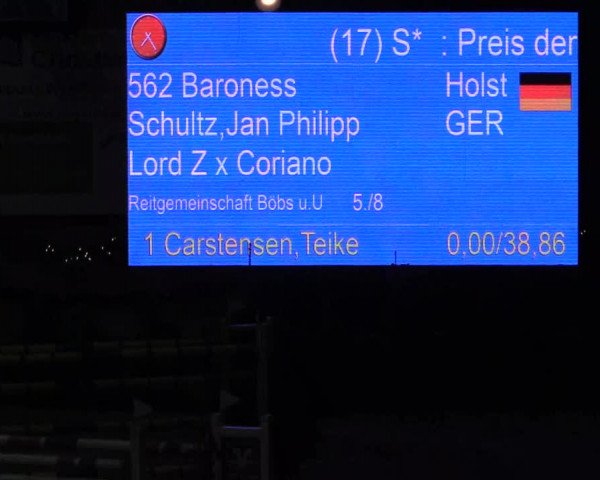 (17) S* : Preis der
562 Baroness Holst
Schultz,Jan Philipp GER
Lord Z x Coriano
Reitgemeinschaft Böbs u.U 5./8
1 Carstensen,Teike 0,00/38,86